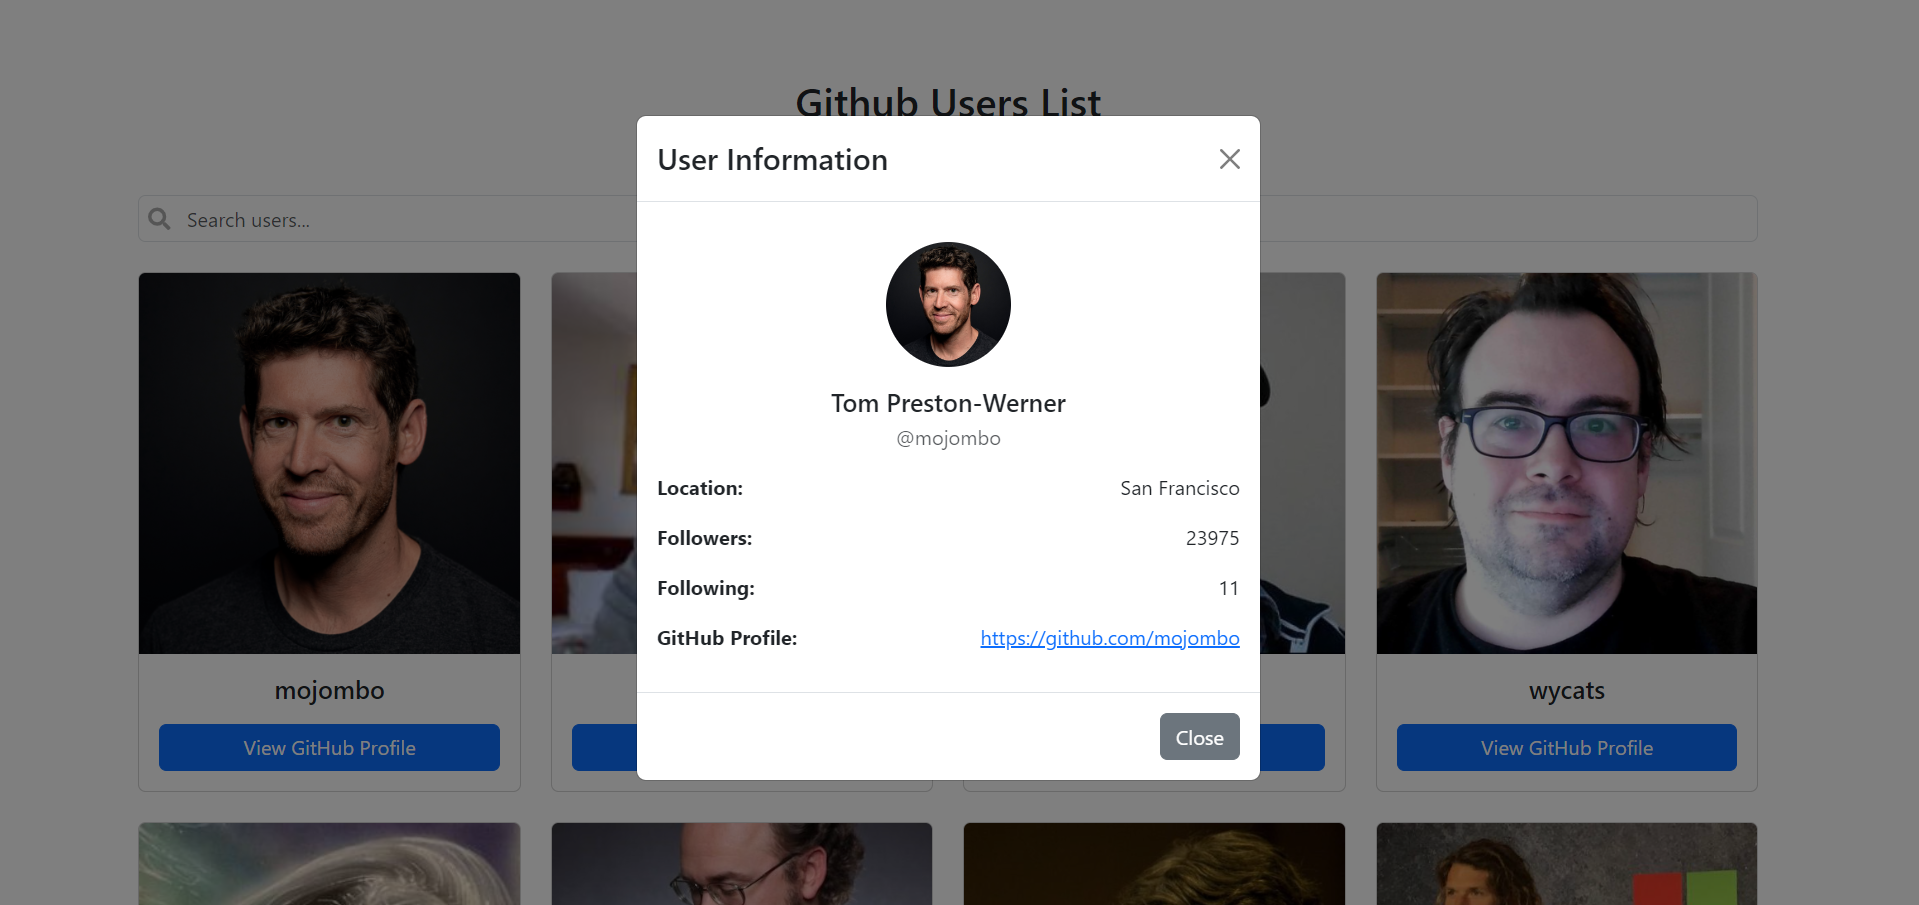 Github Users List
User Information
Search users...
Tom Preston-Werner
@mojombo
Location: San Francisco
Followers: 23975
Following: 11
GitHub Profile: https://github.com/mojombo
mojombo
wycats
View GitHub Profile
View GitHub Profile
Close